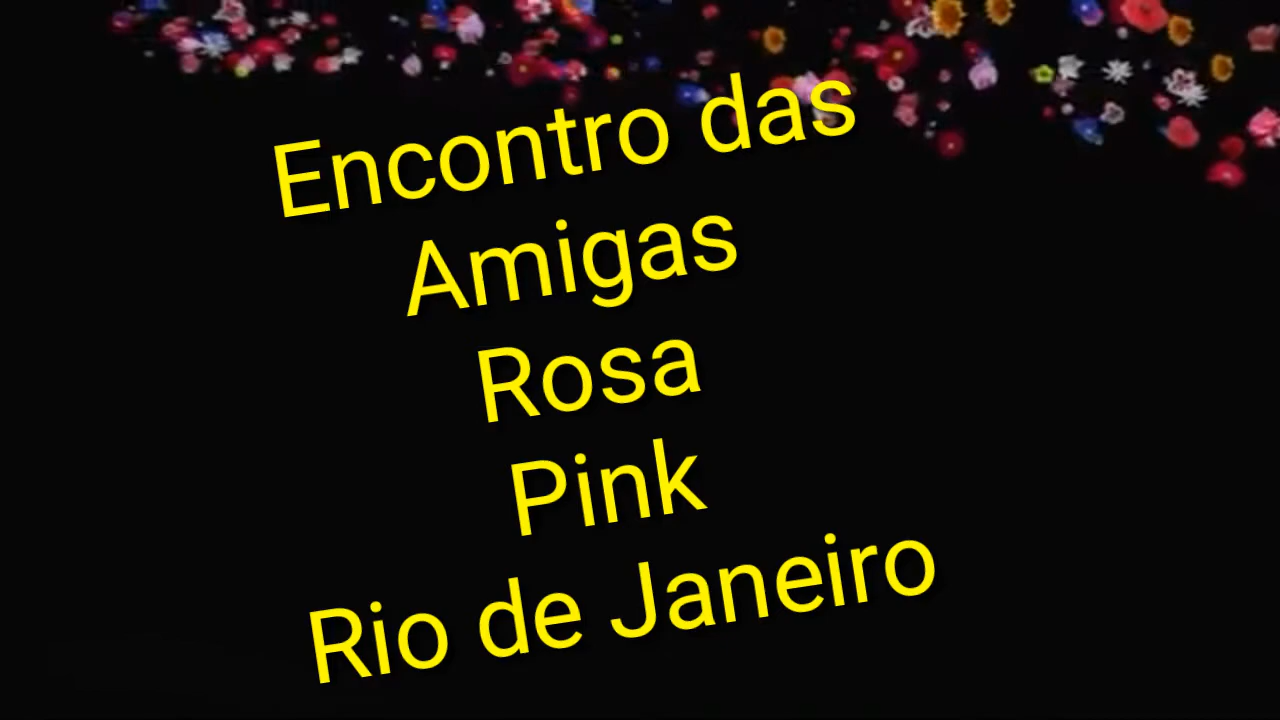 Encontro das
Amigas
Rosa
Pink
Rio de Janeiro